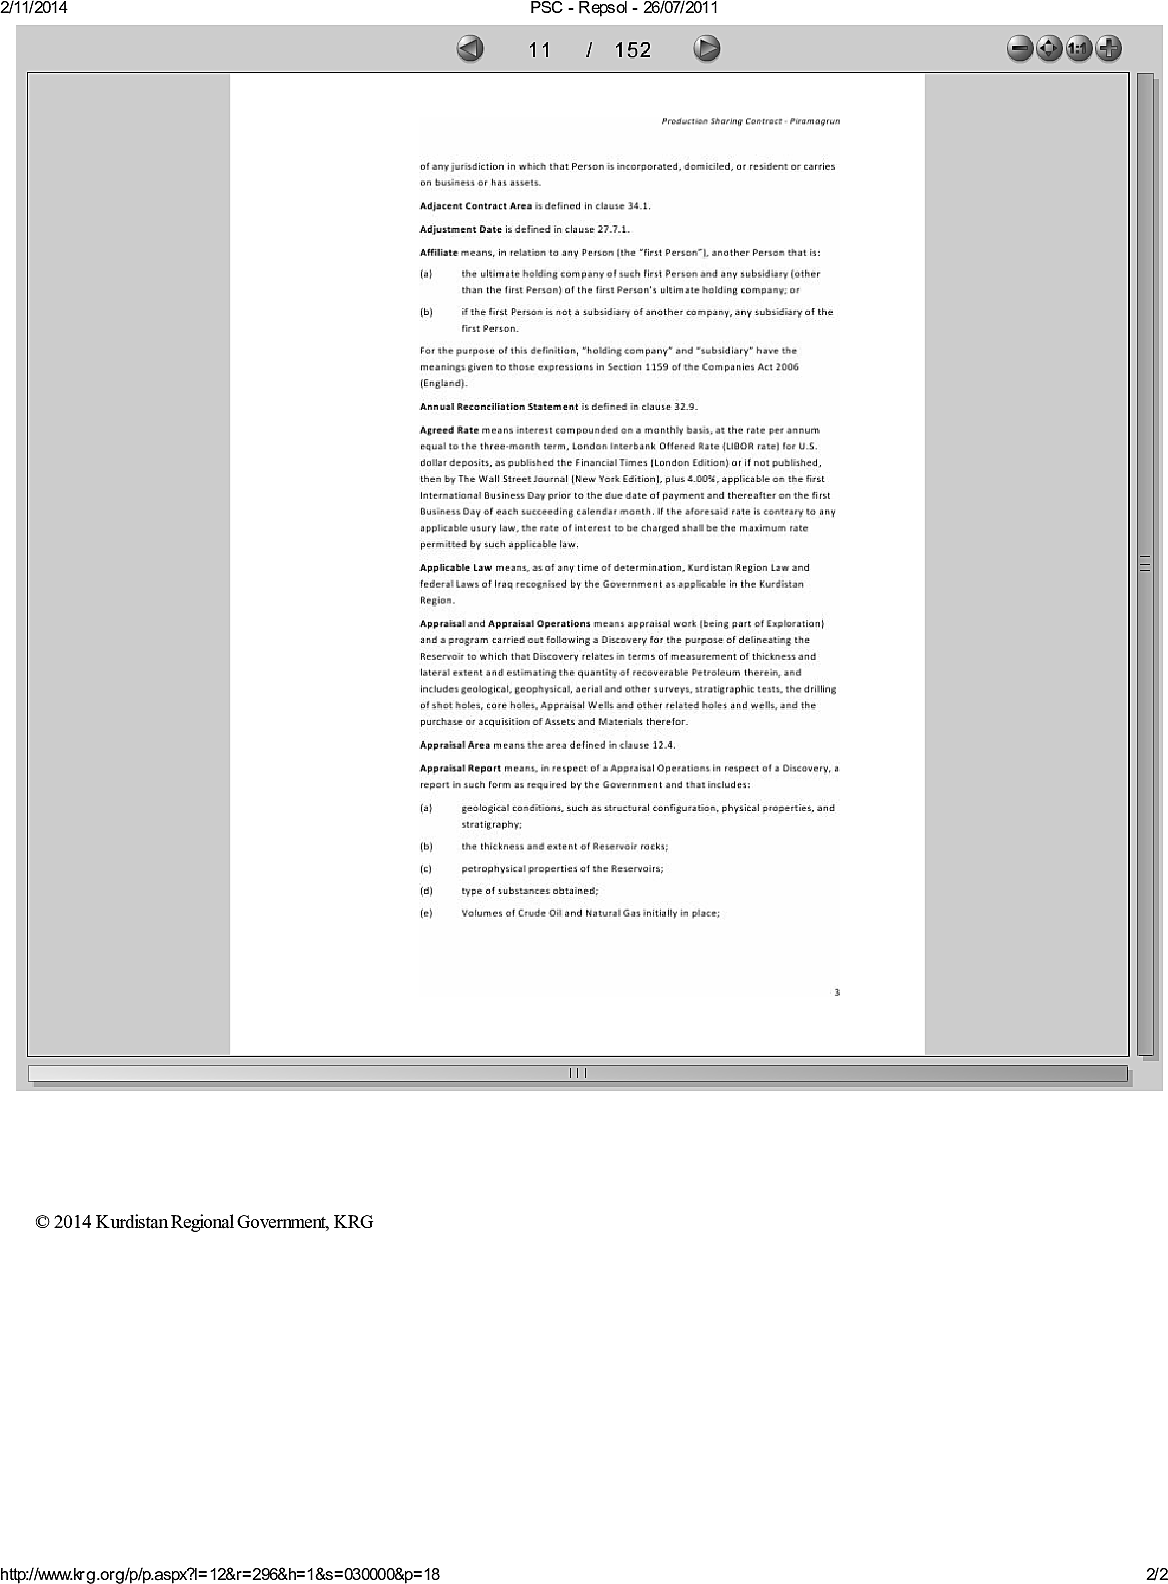 2/11/2014
PSC - Repsol - 26/07/2011
11 / 152
1:1
Production Sharing Contract - Piramagrun
of any jurisdiction in which that Person is incorporated, domiciled, or resident or carries
on business or has assets.
Adjacent Contract Area is defined in clause 34.1.
Adjustment Date is defined in clause 27.7.1.
Affiliate means, in relation to any Person (the "first Person"), another Person that is:
(a) the ultimate holding company of such first Person and any subsidiary (other
than the first Person) of the first Person's ultimate holding company; or
(b) if the first Person is not a subsidiary of another company, any subsidiary of the
first Person.
For the purpose of this definition, "holding company" and "subsidiary" have the
meanings given to those expressions in Section 1159 of the Companies Act 2006
(England).
Annual Reconciliation Statement is defined in clause 32.9.
Agreed Rate means interest compounded on a monthly basis, at the rate per annum
equal to the three-month term, London Interbank Offered Rate (LIBOR rate) for U.S.
dollar deposits, as published the Financial Times (London Edition) or if not published,
then by The Wall Street Journal (New York Edition), plus 4.00%, applicable on the first
International Business Day prior to the due date of payment and thereafter on the first
Business Day of each succeeding calendar month. If the aforesaid rate is contrary to any
applicable usury law, the rate of interest to be charged shall be the maximum rate
permitted by such applicable law.
Applicable Law means, as of any time of determination, Kurdistan Region Law and
federal Laws of Iraq recognised by the Government as applicable in the Kurdistan
Region.
Appraisal and Appraisal Operations means appraisal work (being part of Exploration)
and a program carried out following a Discovery for the purpose of delineating the
Reservoir to which that Discovery relates in terms of measurement of thickness and
lateral extent and estimating the quantity of recoverable Petroleum therein, and
includes geological, geophysical, aerial and other surveys, stratigraphic tests, the drilling
of shot holes, core holes, Appraisal Wells and other related holes and wells, and the
purchase or acquisition of Assets and Materials therefor.
Appraisal Area means the area defined in clause 12.4.
Appraisal Report means, in respect of a Appraisal Operations in respect of a Discovery, a
report in such form as required by the Government and that includes:
(a) geological conditions, such as structural configuration, physical properties, and
stratigraphy;
(b) the thickness and extent of Reservoir rocks;
(c) petrophysical properties of the Reservoirs;
(d) type of substances obtained;
(e) Volumes of Crude Oil and Natural Gas initially in place;
3
© 2014 Kurdistan Regional Government, KRG
http://www.krg.org/p/p.aspx?l=12&r=296&h=1&s=030000&p=18
2/2